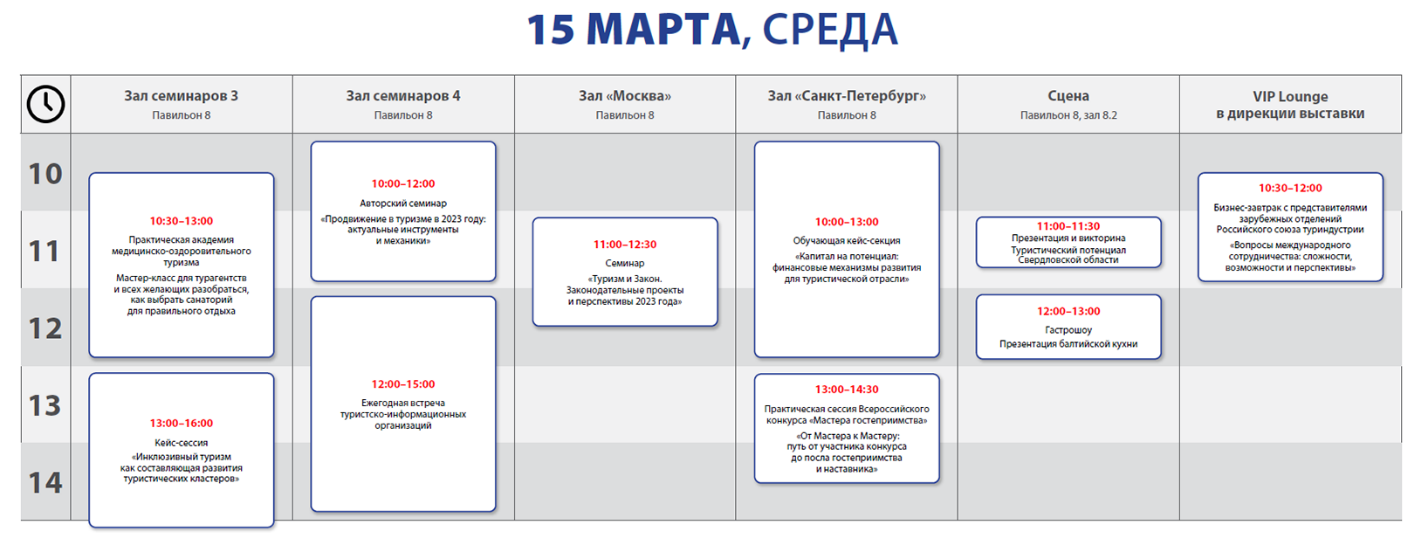 15 МАРТА, СРЕДА
Зал семинаров 3
Павильон 8
Зал семинаров 4
Павильон 8
Зал «Москва»
Павильон 8
Зал «Санкт-Петербург»
Павильон 8
Сцена
Павильон 8, зал 8.2
VIP Lounge
в дирекции выставки
10
11
12
13
14
10:30–13:00
Практическая академия
медицинско-оздоровительного
туризма
Мастер-класс для турагентств
и всех желающих разобраться,
как выбрать санаторий
для правильного отдыха
13:00–16:00
Кейс-сессия
«Инклюзивный туризм
как составляющая развития
туристических кластеров»
10:00–12:00
Авторский семинар
«Продвижение в туризме в 2023 году:
актуальные инструменты
и механики»
12:00–15:00
Ежегодная встреча
туристско-информационных
организаций
11:00–12:30
Семинар
«Туризм и Закон.
Законодательные проекты
и перспективы 2023 года»
10:00–13:00
Обучающая кейс-секция
«Капитал на потенциал:
финансовые механизмы развития
для туристической отрасли»
13:00–14:30
Практическая сессия Всероссийского
конкурса «Мастера гостеприимства»
«От Мастера к Мастеру:
путь от участника конкурса
до посла гостеприимства
и наставника»
11:00–11:30
Презентация и викторина
Туристический потенциал
Свердловской области
12:00–13:00
Гастрошоу
Презентация балтийской кухни
10:30–12:00
Бизнес-завтрак с представителями
зарубежных отделений
Российского союза туриндустрии
«Вопросы международного
сотрудничества: сложности,
возможности и перспективы»